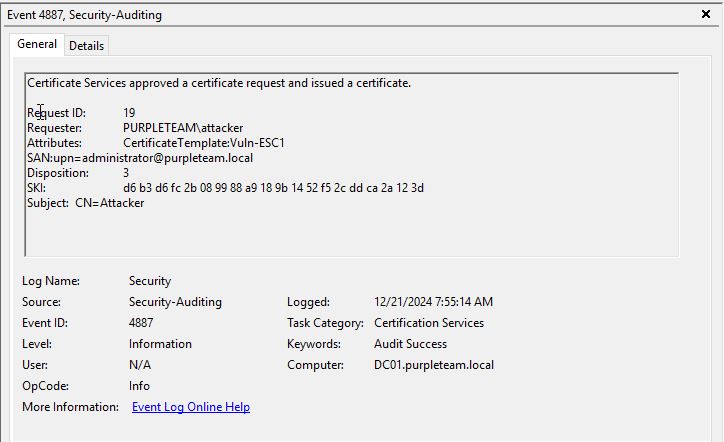 Event 4887, Security-Auditing
General Details
Certificate Services approved a certificate request and issued a certificate.
Request ID: 19
Requester: PURPLETEAM\attacker
Attributes: CertificateTemplate:Vuln-ESC1
SAN:upn=administrator@purpleteam.local
Disposition: 3
SKI: d6 b3 d6 fc 2b 08 99 88 a9 18 9b 14 52 f5 2c dd ca 2a 12 3d
Subject: CN=Attacker
Log Name: Security
Source: Security-Auditing Logged: 12/21/2024 7:55:14 AM
Event ID: 4887 Task Category: Certification Services
Level: Information Keywords: Audit Success
User: N/A Computer: DC01.purpleteam.local
OpCode: Info
More Information: Event Log Online Help